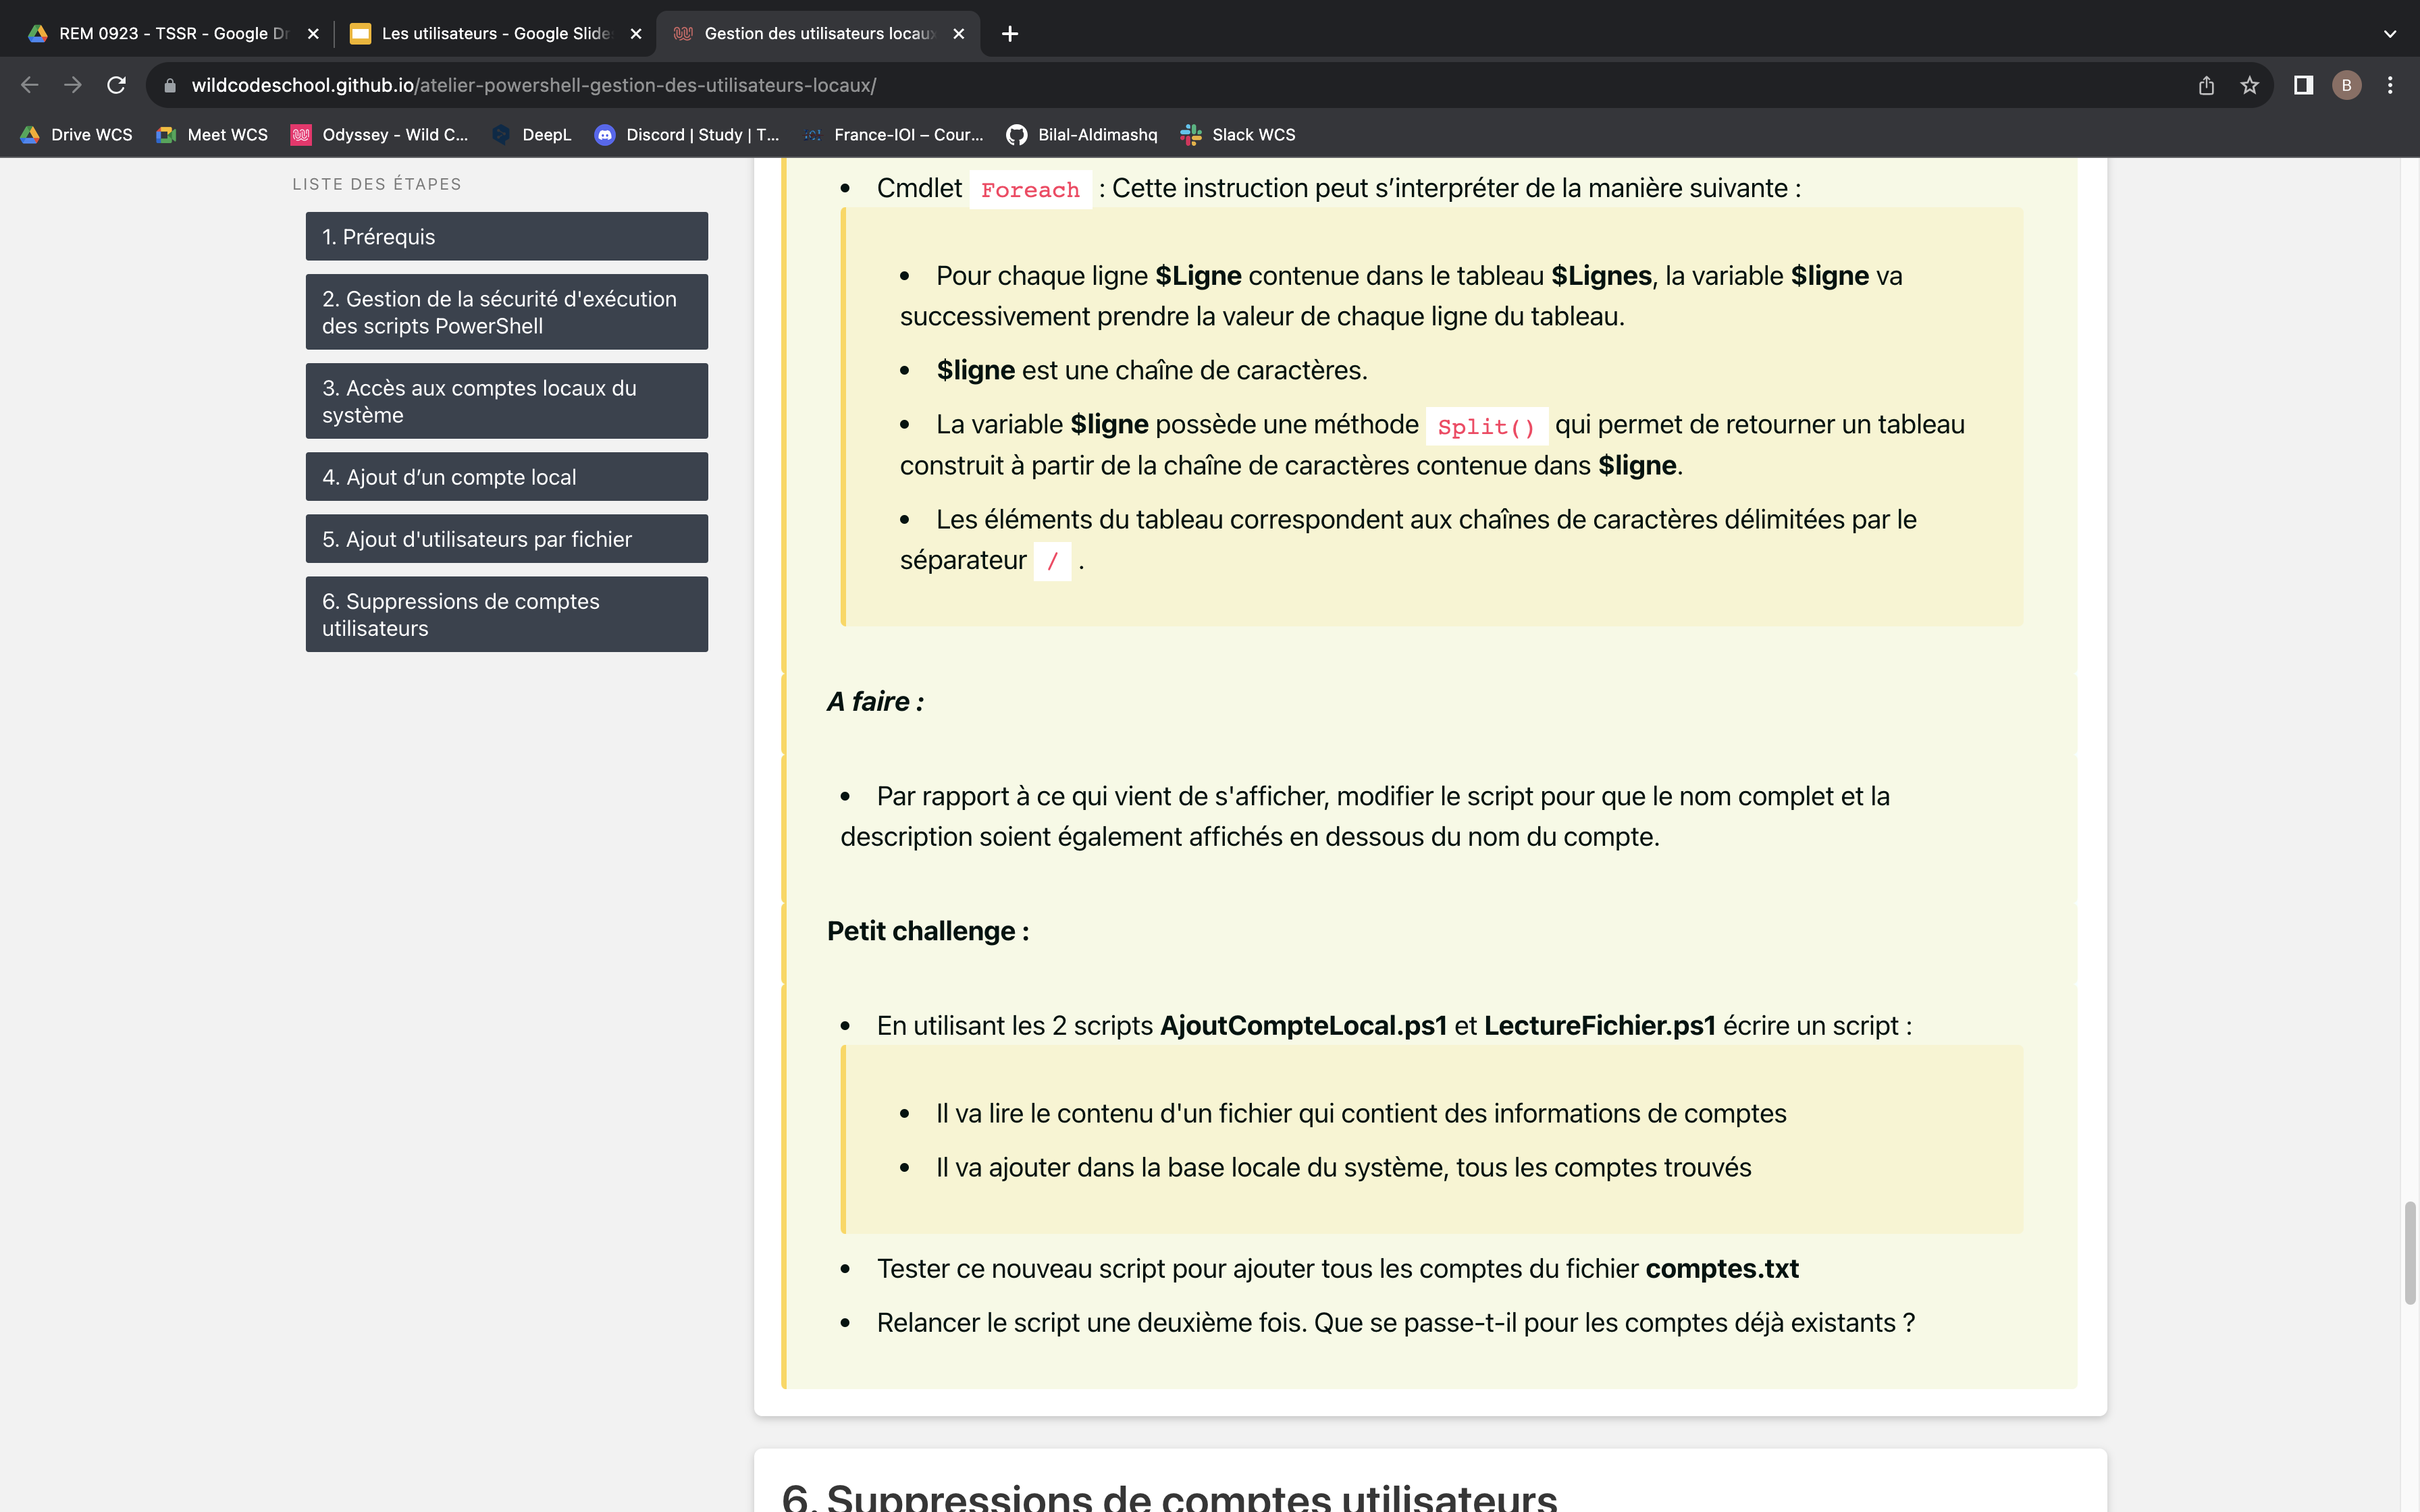 REM 0923 - TSSR - Google Dr
Les utilisateurs - Google Slide
Gestion des utilisateurs locaux
wildcodeschool.github.io/atelier-powershell-gestion-des-utilisateurs-locaux/
B
Drive WCS
Meet WCS
Odyssey - Wild C...
DeepL
Discord | Study | T...
France-IOI – Cour...
Bilal-Aldimashq
Slack WCS
LISTE DES ÉTAPES
1. Prérequis
2. Gestion de la sécurité d'exécution
des scripts PowerShell
3. Accès aux comptes locaux du
système
4. Ajout d’un compte local
5. Ajout d'utilisateurs par fichier
6. Suppressions de comptes
utilisateurs
• Cmdlet Foreach : Cette instruction peut s’interpréter de la manière suivante :
• Pour chaque ligne $Ligne contenue dans le tableau $Lignes, la variable $ligne va
successivement prendre la valeur de chaque ligne du tableau.
• $ligne est une chaîne de caractères.
• La variable $ligne possède une méthode Split() qui permet de retourner un tableau
construit à partir de la chaîne de caractères contenue dans $ligne.
• Les éléments du tableau correspondent aux chaînes de caractères délimitées par le
séparateur / .
A faire :
• Par rapport à ce qui vient de s'afficher, modifier le script pour que le nom complet et la
description soient également affichés en dessous du nom du compte.
Petit challenge :
• En utilisant les 2 scripts AjoutCompteLocal.ps1 et LectureFichier.ps1 écrire un script :
• Il va lire le contenu d'un fichier qui contient des informations de comptes
• Il va ajouter dans la base locale du système, tous les comptes trouvés
• Tester ce nouveau script pour ajouter tous les comptes du fichier comptes.txt
• Relancer le script une deuxième fois. Que se passe-t-il pour les comptes déjà existants ?
6. Suppressions de comptes utilisateurs